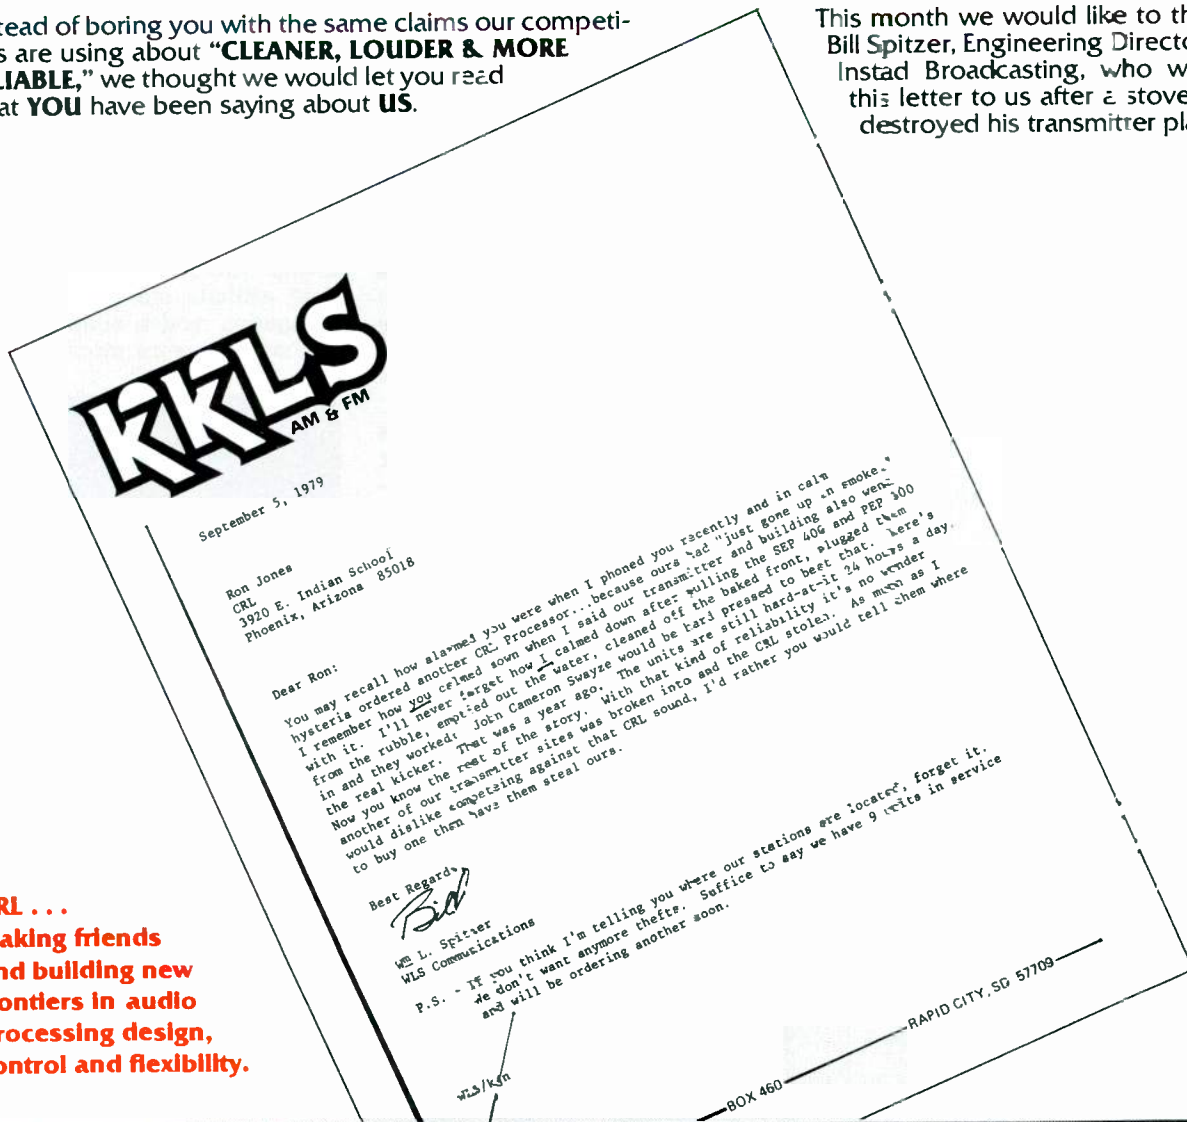 tead of boring you with the same claims our competi-
s are using about "CLEANER, LOUDER & MORE
LIABLE," we thought we would let you read
at YOU have been saying about US.
This month we would like to th
Bill Spitzer, Engineering Directo
Instad Broadcasting, who w
this letter to us after a stove
destroyed his transmitter pla
KKLS
AM & FM
September 5, 1979
Ron Jones
CRL
3920 E. Indian School
Phoenix, Arizona 85018
Dear Ron:
You may recall how alarmed you were when I phoned you recently and in calm
hysteria ordered another CRL Processor...because ours had "just gone up in smoke."
I remember how you calmed down when I said our transmitter and building also went
with it. I'll never forget how I calmed down after pulling the SEP 400 and PEP 300
from the rubble, emptied out the water, cleaned off the baked front, plugged them
in and they worked! John Cameron Swayze would be hard pressed to beet that. Here's
the real kicker. That was a year ago. The units are still hard-at-it 24 hours a day.
Now you know the rest of the story. With that kind of reliability it's no wonder
another of our transmitter sites was broken into and the CRL stolen. As much as I
would dislike competing against that CRL sound, I'd rather you would tell them where
to buy one then have them steal ours.
Best Regards,
Bill
Wm L. Spitzer
WLS Communications
P.S. - If you think I'm telling you where our stations are located, forget it.
We don't want anymore thefts. Suffice to say we have 9 units in service
and will be ordering another soon.
WLS/ksn
BOX 460 RAPID CITY, SD 57709
RL . . .
aking friends
nd building new
ontiers in audio
rocessing design,
ontrol and flexibility.